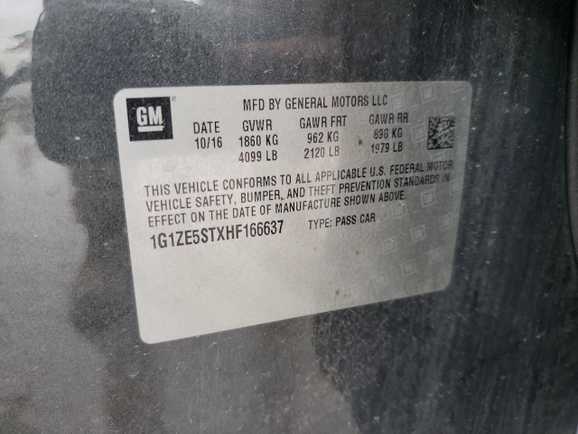 GM
MFD BY GENERAL MOTORS LLC
DATE GVWR GAWR FRT GAWR RR
10/16 1860 KG 962 KG 898 KG
4099 LB 2120 LB 1979 LB
THIS VEHICLE CONFORMS TO ALL APPLICABLE U.S. FEDERAL MOTOR
VEHICLE SAFETY, BUMPER, AND THEFT PREVENTION STANDARDS IN
EFFECT ON THE DATE OF MANUFACTURE SHOWN ABOVE.
1G1ZE5STXHF166637 TYPE: PASS CAR